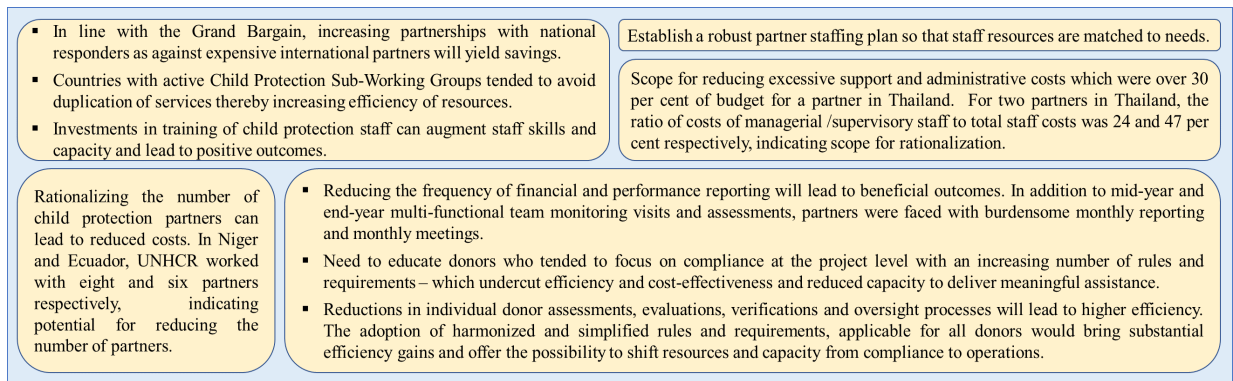 ▪ In line with the Grand Bargain, increasing partnerships with national
responders as against expensive international partners will yield savings.
▪ Countries with active Child Protection Sub-Working Groups tended to avoid
duplication of services thereby increasing efficiency of resources.
▪ Investments in training of child protection staff can augment staff skills and
capacity and lead to positive outcomes.
Establish a robust partner staffing plan so that staff resources are matched to needs.
Scope for reducing excessive support and administrative costs which were over 30
per cent of budget for a partner in Thailand. For two partners in Thailand, the
ratio of costs of managerial /supervisory staff to total staff costs was 24 and 47 per
cent respectively, indicating scope for rationalization.
Rationalizing the number of
child protection partners can
lead to reduced costs. In Niger
and Ecuador, UNHCR worked
with eight and six partners
respectively, indicating
potential for reducing the
number of partners.
▪ Reducing the frequency of financial and performance reporting will lead to beneficial outcomes. In addition to mid-year and
end-year multi-functional team monitoring visits and assessments, partners were faced with burdensome monthly reporting
and monthly meetings.
▪ Need to educate donors who tended to focus on compliance at the project level with an increasing number of rules and
requirements – which undercut efficiency and cost-effectiveness and reduced capacity to deliver meaningful assistance.
▪ Reductions in individual donor assessments, evaluations, verifications and oversight processes will lead to higher efficiency.
The adoption of harmonized and simplified rules and requirements, applicable for all donors would bring substantial
efficiency gains and offer the possibility to shift resources and capacity from compliance to operations.